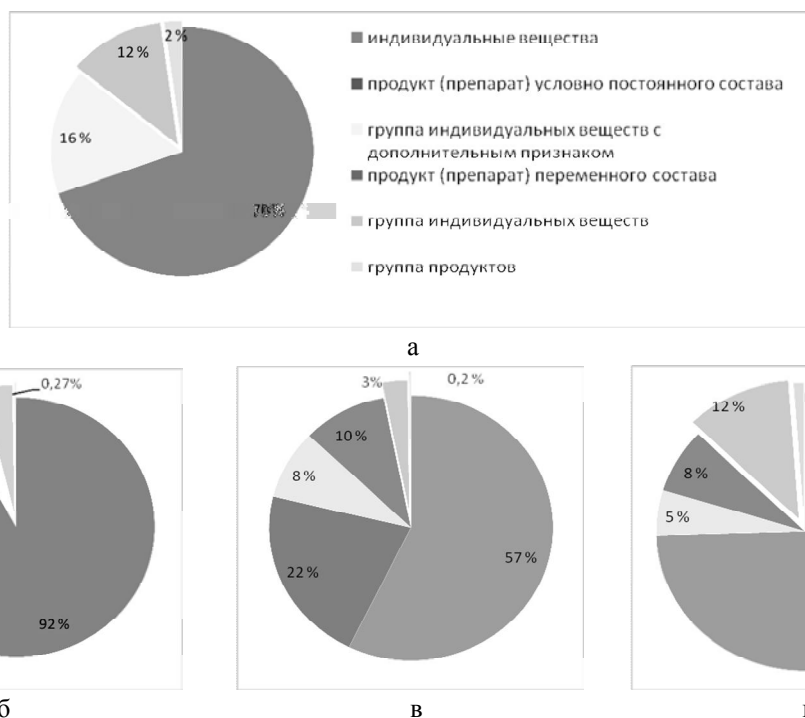 2 %
12 %
16 %
индивидуальные вещества
продукт (препарат) условно постоянного состава
группа индивидуальных веществ с
дополнительным признаком
продукт (препарат) переменного состава
группа индивидуальных веществ
группа продуктов
а
0,27%
92 %
б
3%
0,2 %
10 %
8 %
22 %
57 %
в
12 %
8 %
5 %